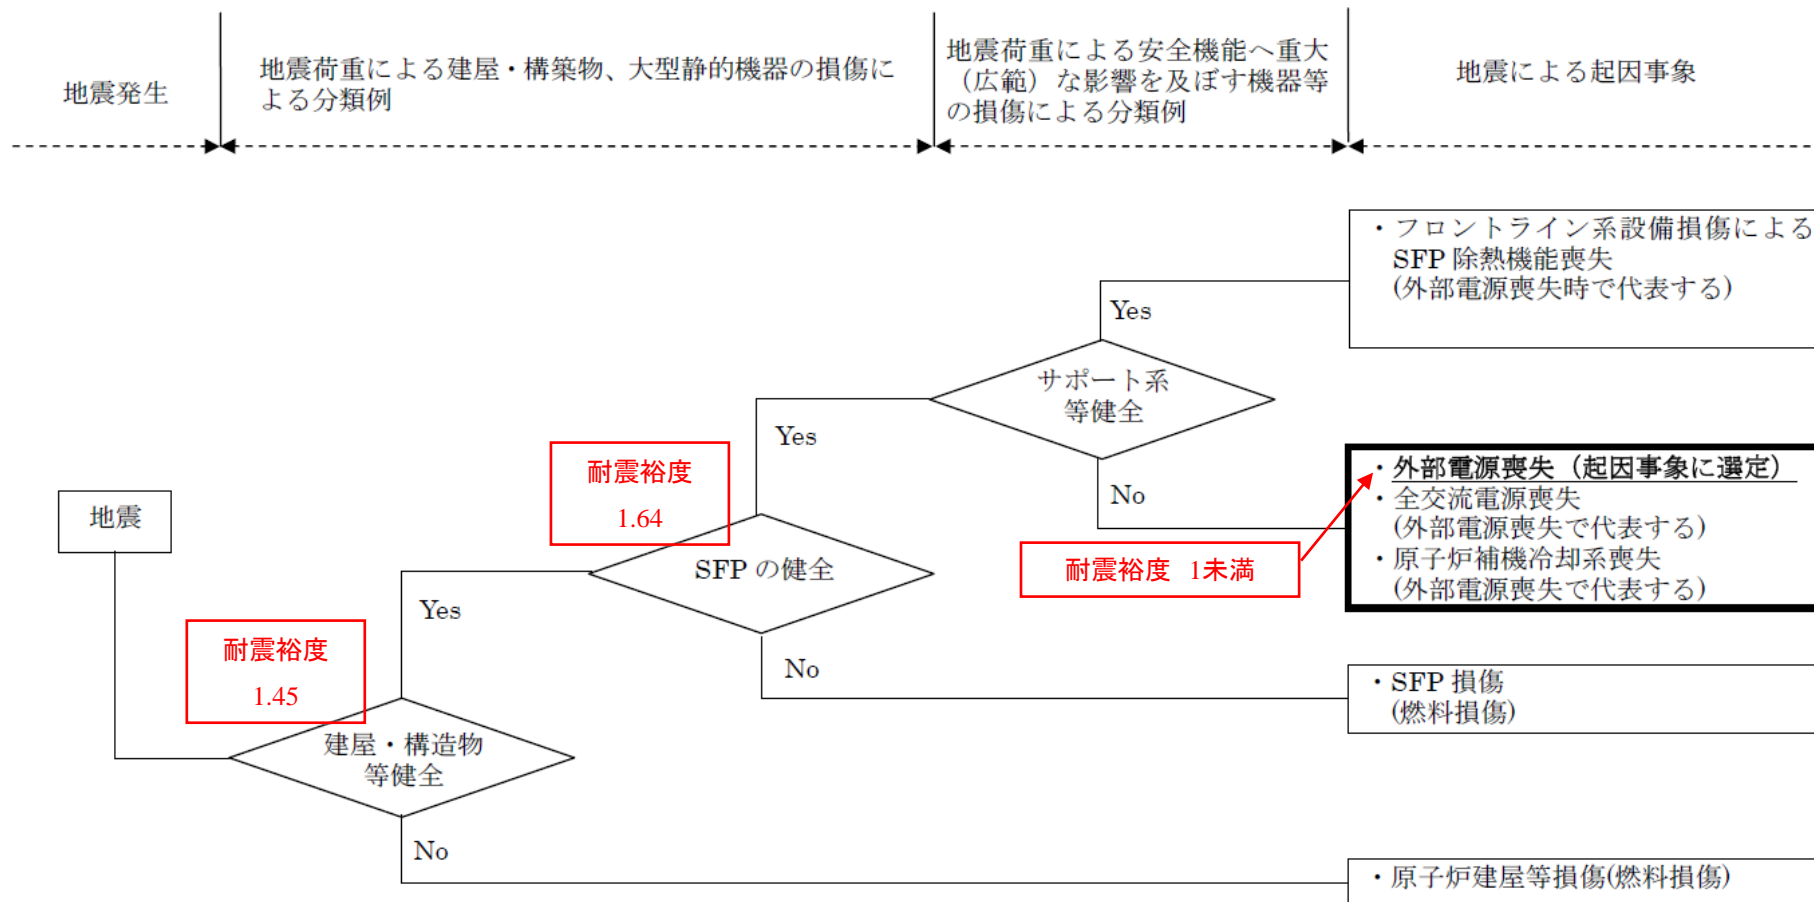 地震発生
地震荷重による建屋・構築物、大型静的機器の損傷に
よる分類例
地震荷重による安全機能へ重大
（広範）な影響を及ぼす機器等
の損傷による分類例
地震による起因事象
・フロントライン系設備損傷による
SFP 除熱機能喪失
(外部電源喪失時で代表する)
Yes
サポート系
等健全
No
Yes
耐震裕度
1.64
・外部電源喪失（起因事象に選定）
・全交流電源喪失
(外部電源喪失で代表する)
・原子炉補機冷却系喪失
(外部電源喪失で代表する)
耐震裕度 1未満
地震
SFP の健全
Yes
No
耐震裕度
1.45
・SFP 損傷
(燃料損傷)
建屋・構造物
等健全
No
・原子炉建屋等損傷(燃料損傷)